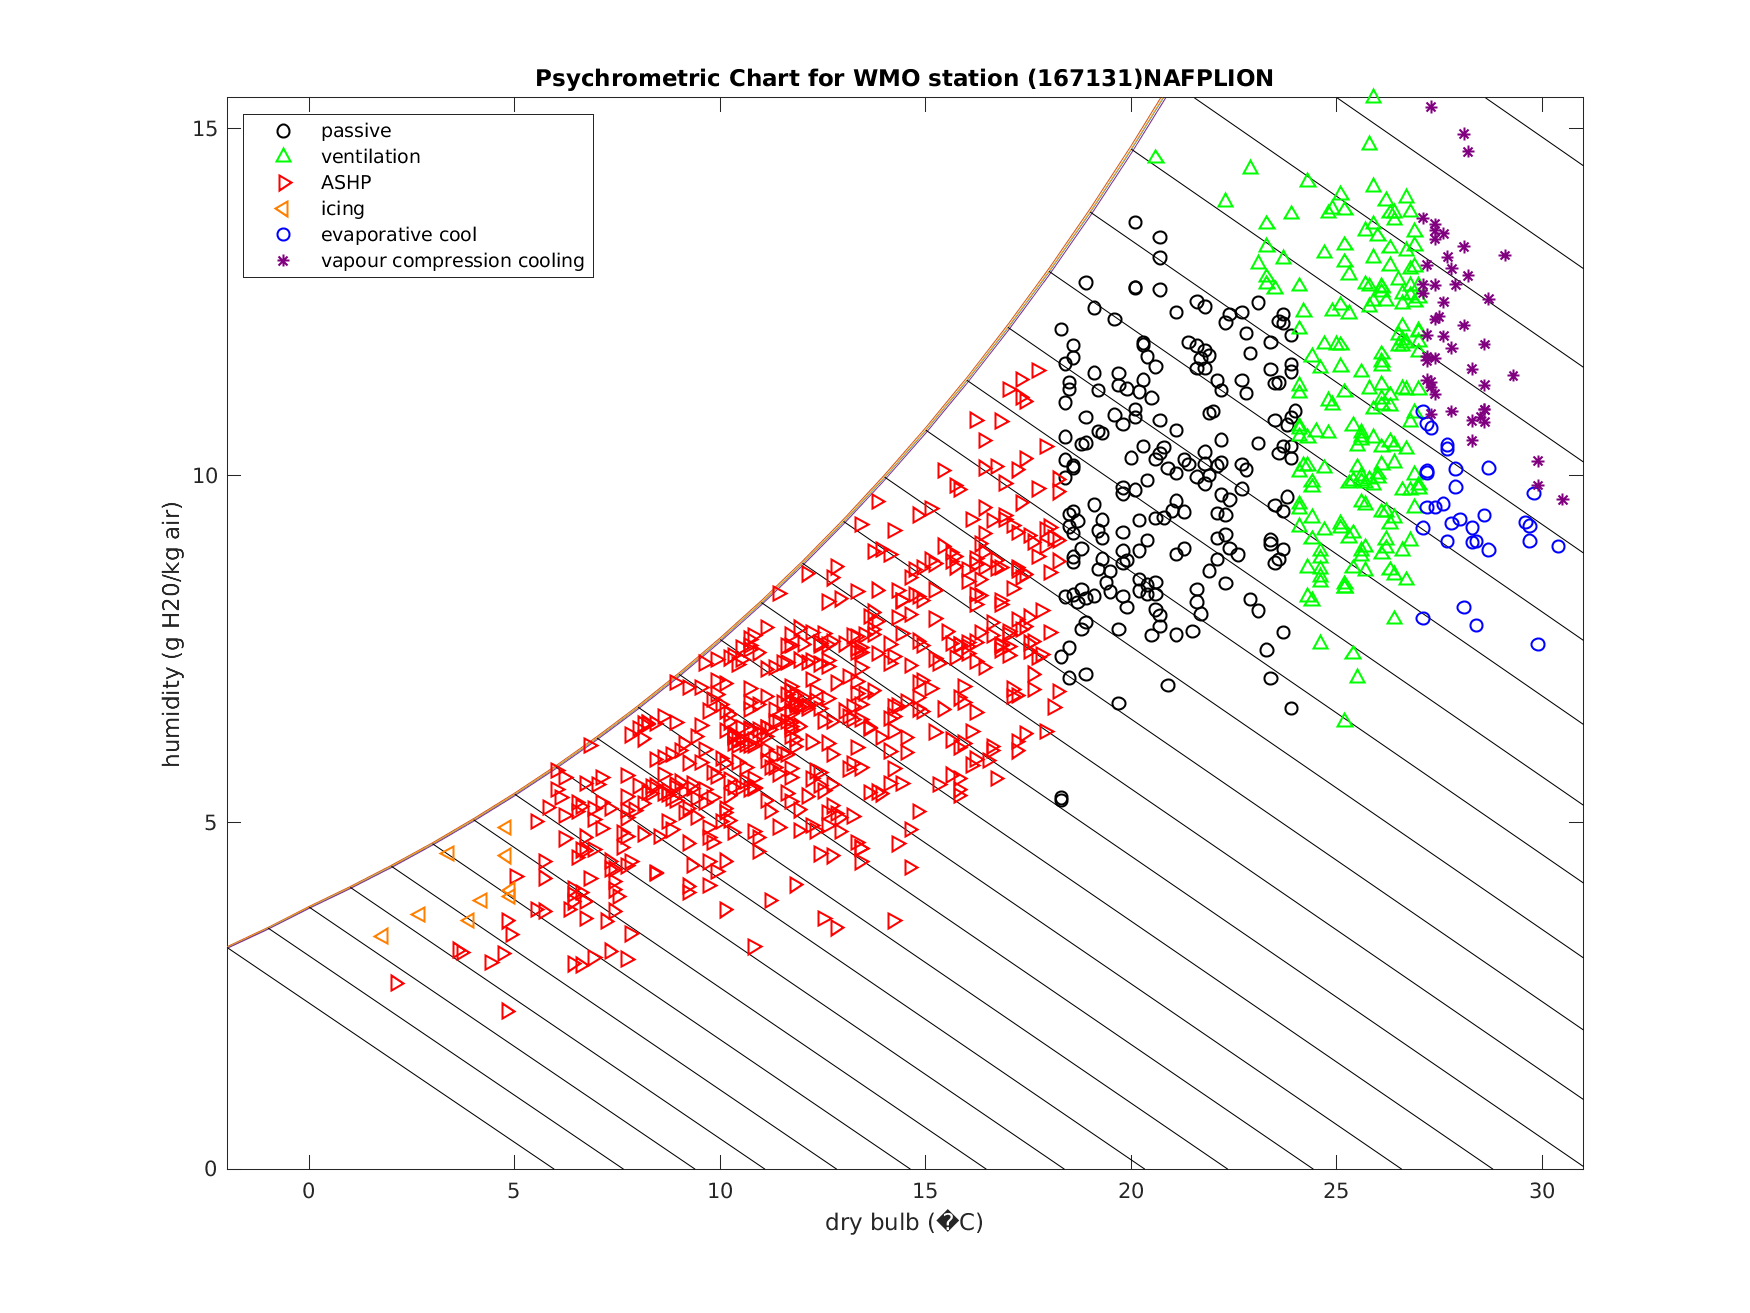 Psychrometric Chart for WMO station (167131)NAFPLION
15
10
5
0
humidity (g H20/kg air)
passive
ventilation
ASHP
icing
evaporative cool
vapour compression cooling
0 5 10 15 20 25 30
dry bulb (�C)